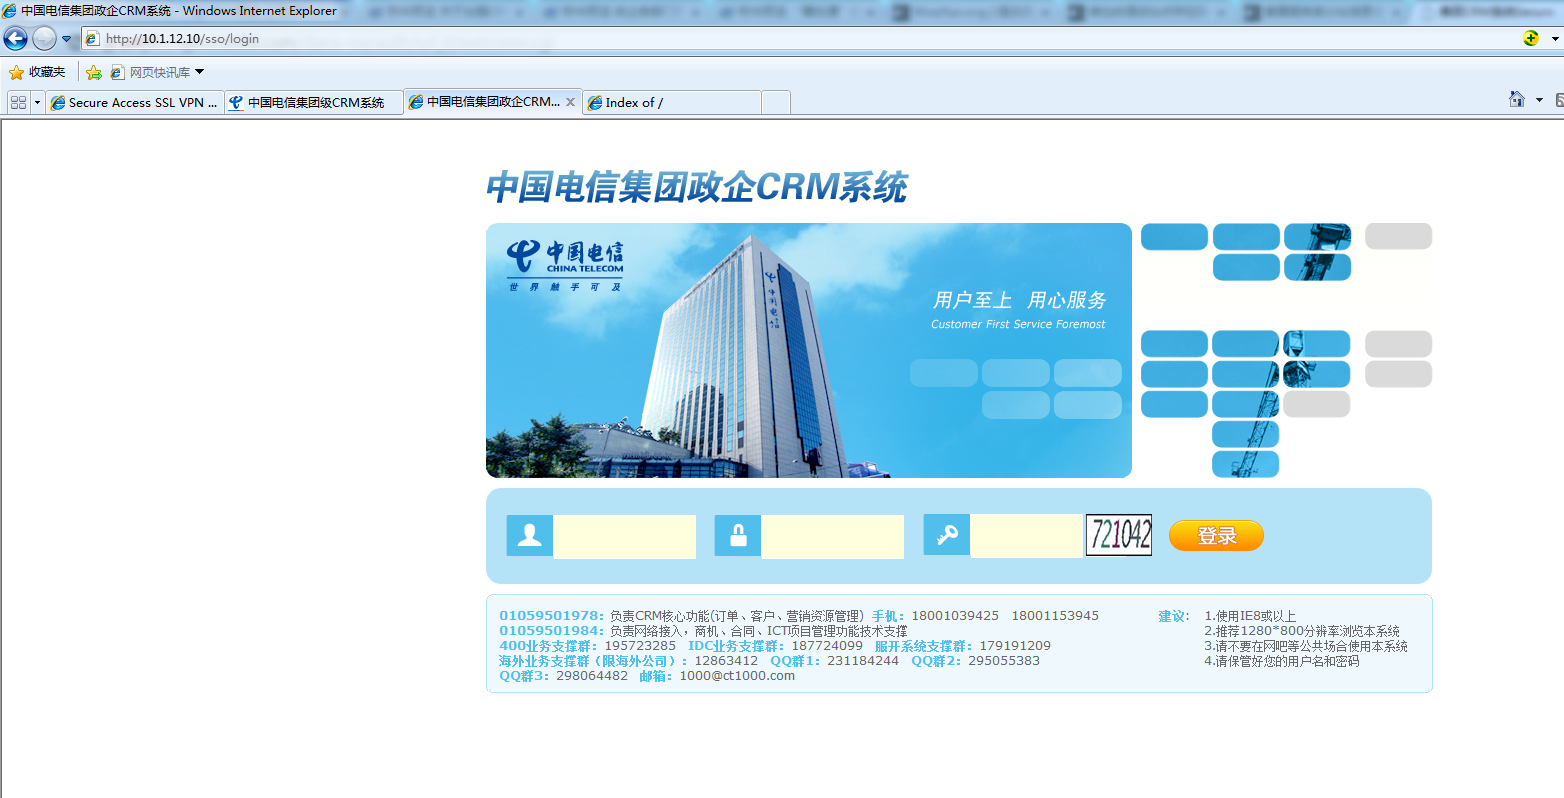 中国电信集团政企CRM系统 - Windows Internet Explorer
http://10.1.12.10/sso/login
收藏夹 网页快讯库
Secure Access SSL VPN ... 中国电信集团级CRM系统 中国电信集团政企CRM... Index of /
中国电信集团政企CRM系统
中国电信
CHINA TELECOM
世界触手可及
中国电信
用户至上 用心服务
Customer First Service Foremost
721042 登录
01059501978：负责CRM核心功能(订单、客户、营销资源管理) 手机：18001039425 18001153945
01059501984：负责网络接入，商机、合同、ICT项目管理功能技术支撑
400业务支撑群：195723285 IDC业务支撑群：187724099 服开系统支撑群：179191209
海外业务支撑群（限海外公司）：12863412 QQ群1：231184244 QQ群2：295055383
QQ群3：298064482 邮箱：1000@ct1000.com
建议： 1.使用IE8或以上
2.推荐1280*800分辨率浏览本系统
3.请不要在网吧等公共场合使用本系统
4.请保管好您的用户名和密码